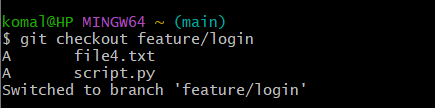 komal@HP MINGW64 ~ (main)
$ git checkout feature/login
A       file4.txt
A       script.py
Switched to branch 'feature/login'